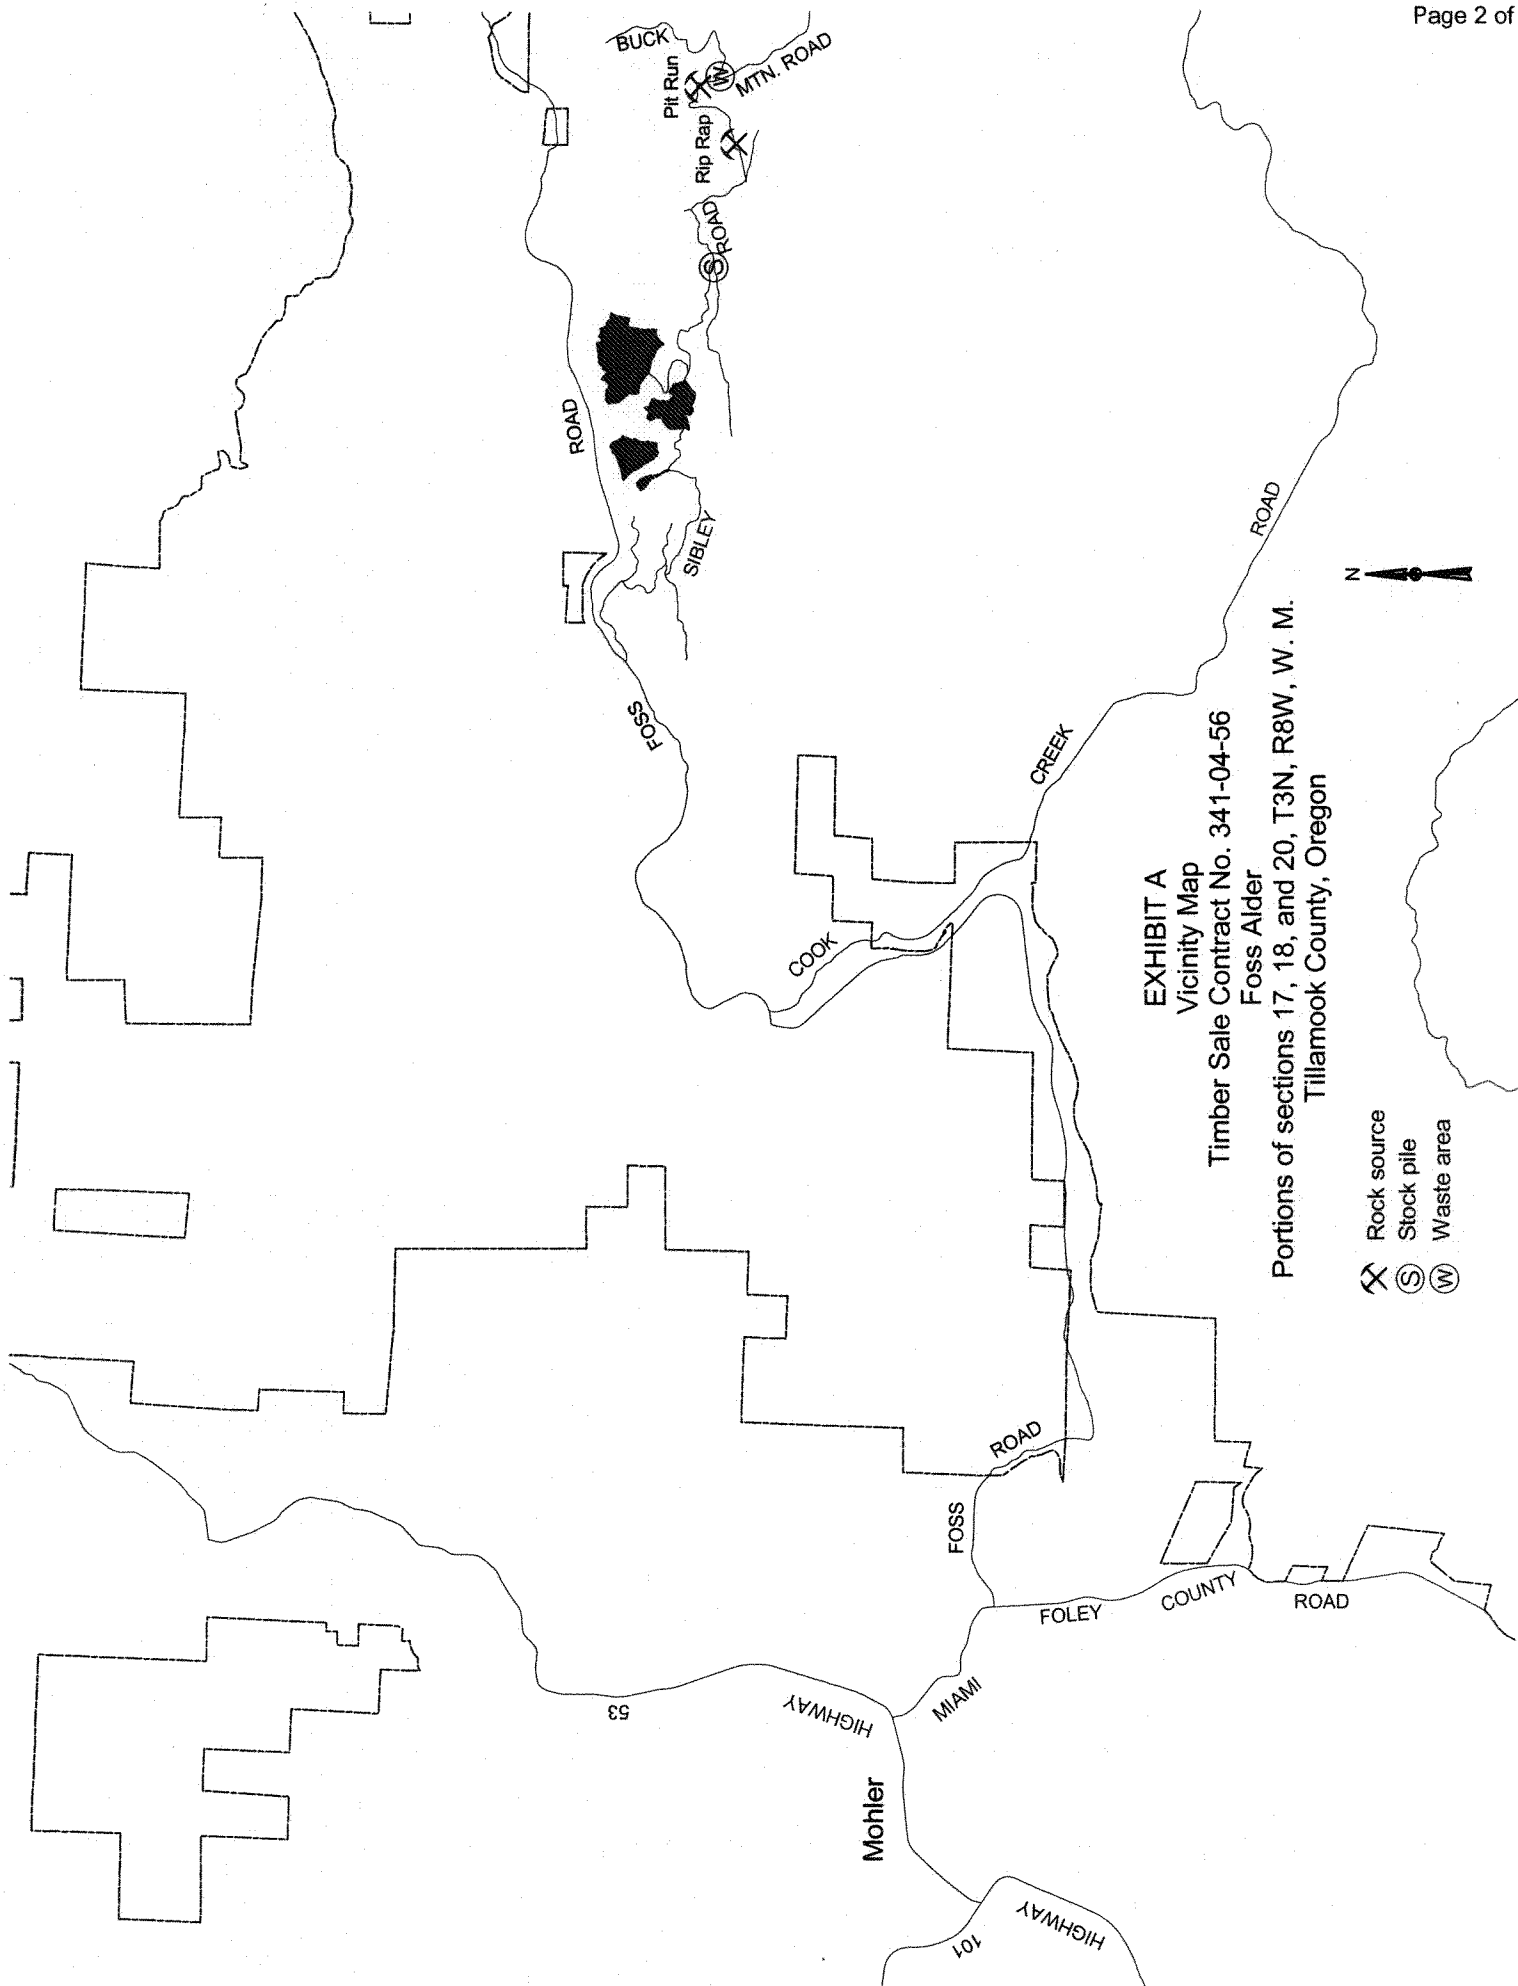 Page 2 of
EXHIBIT A
Vicinity Map
Timber Sale Contract No. 341-04-56
Foss Alder
Portions of sections 17, 18, and 20, T3N, R8W, W. M.
Tillamook County, Oregon
Rock source
S Stock pile
W Waste area
N
BUCK
MTN. ROAD
Pit Run
W
Rip Rap
ROAD
S
ROAD
SIBLEY
FOSS
COOK
CREEK
ROAD
ROAD
FOSS
FOLEY
COUNTY
ROAD
MIAMI
HIGHWAY
53
Mohler
HIGHWAY
101